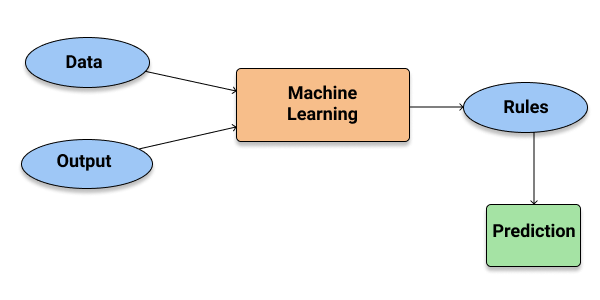 Data
Machine
Learning
Rules
Output
Prediction